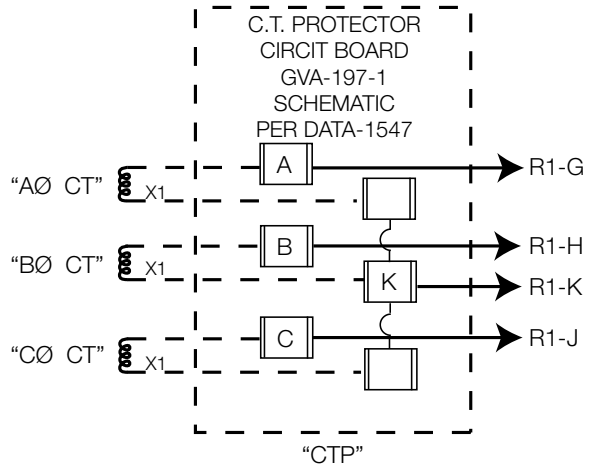 C.T. PROTECTOR
CIRCIT BOARD
GVA-197-1
SCHEMATIC
PER DATA-1547
"AØ CT"
X1
A
R1-G
"BØ CT"
X1
B
R1-H
K
R1-K
"CØ CT"
X1
C
R1-J
"CTP"